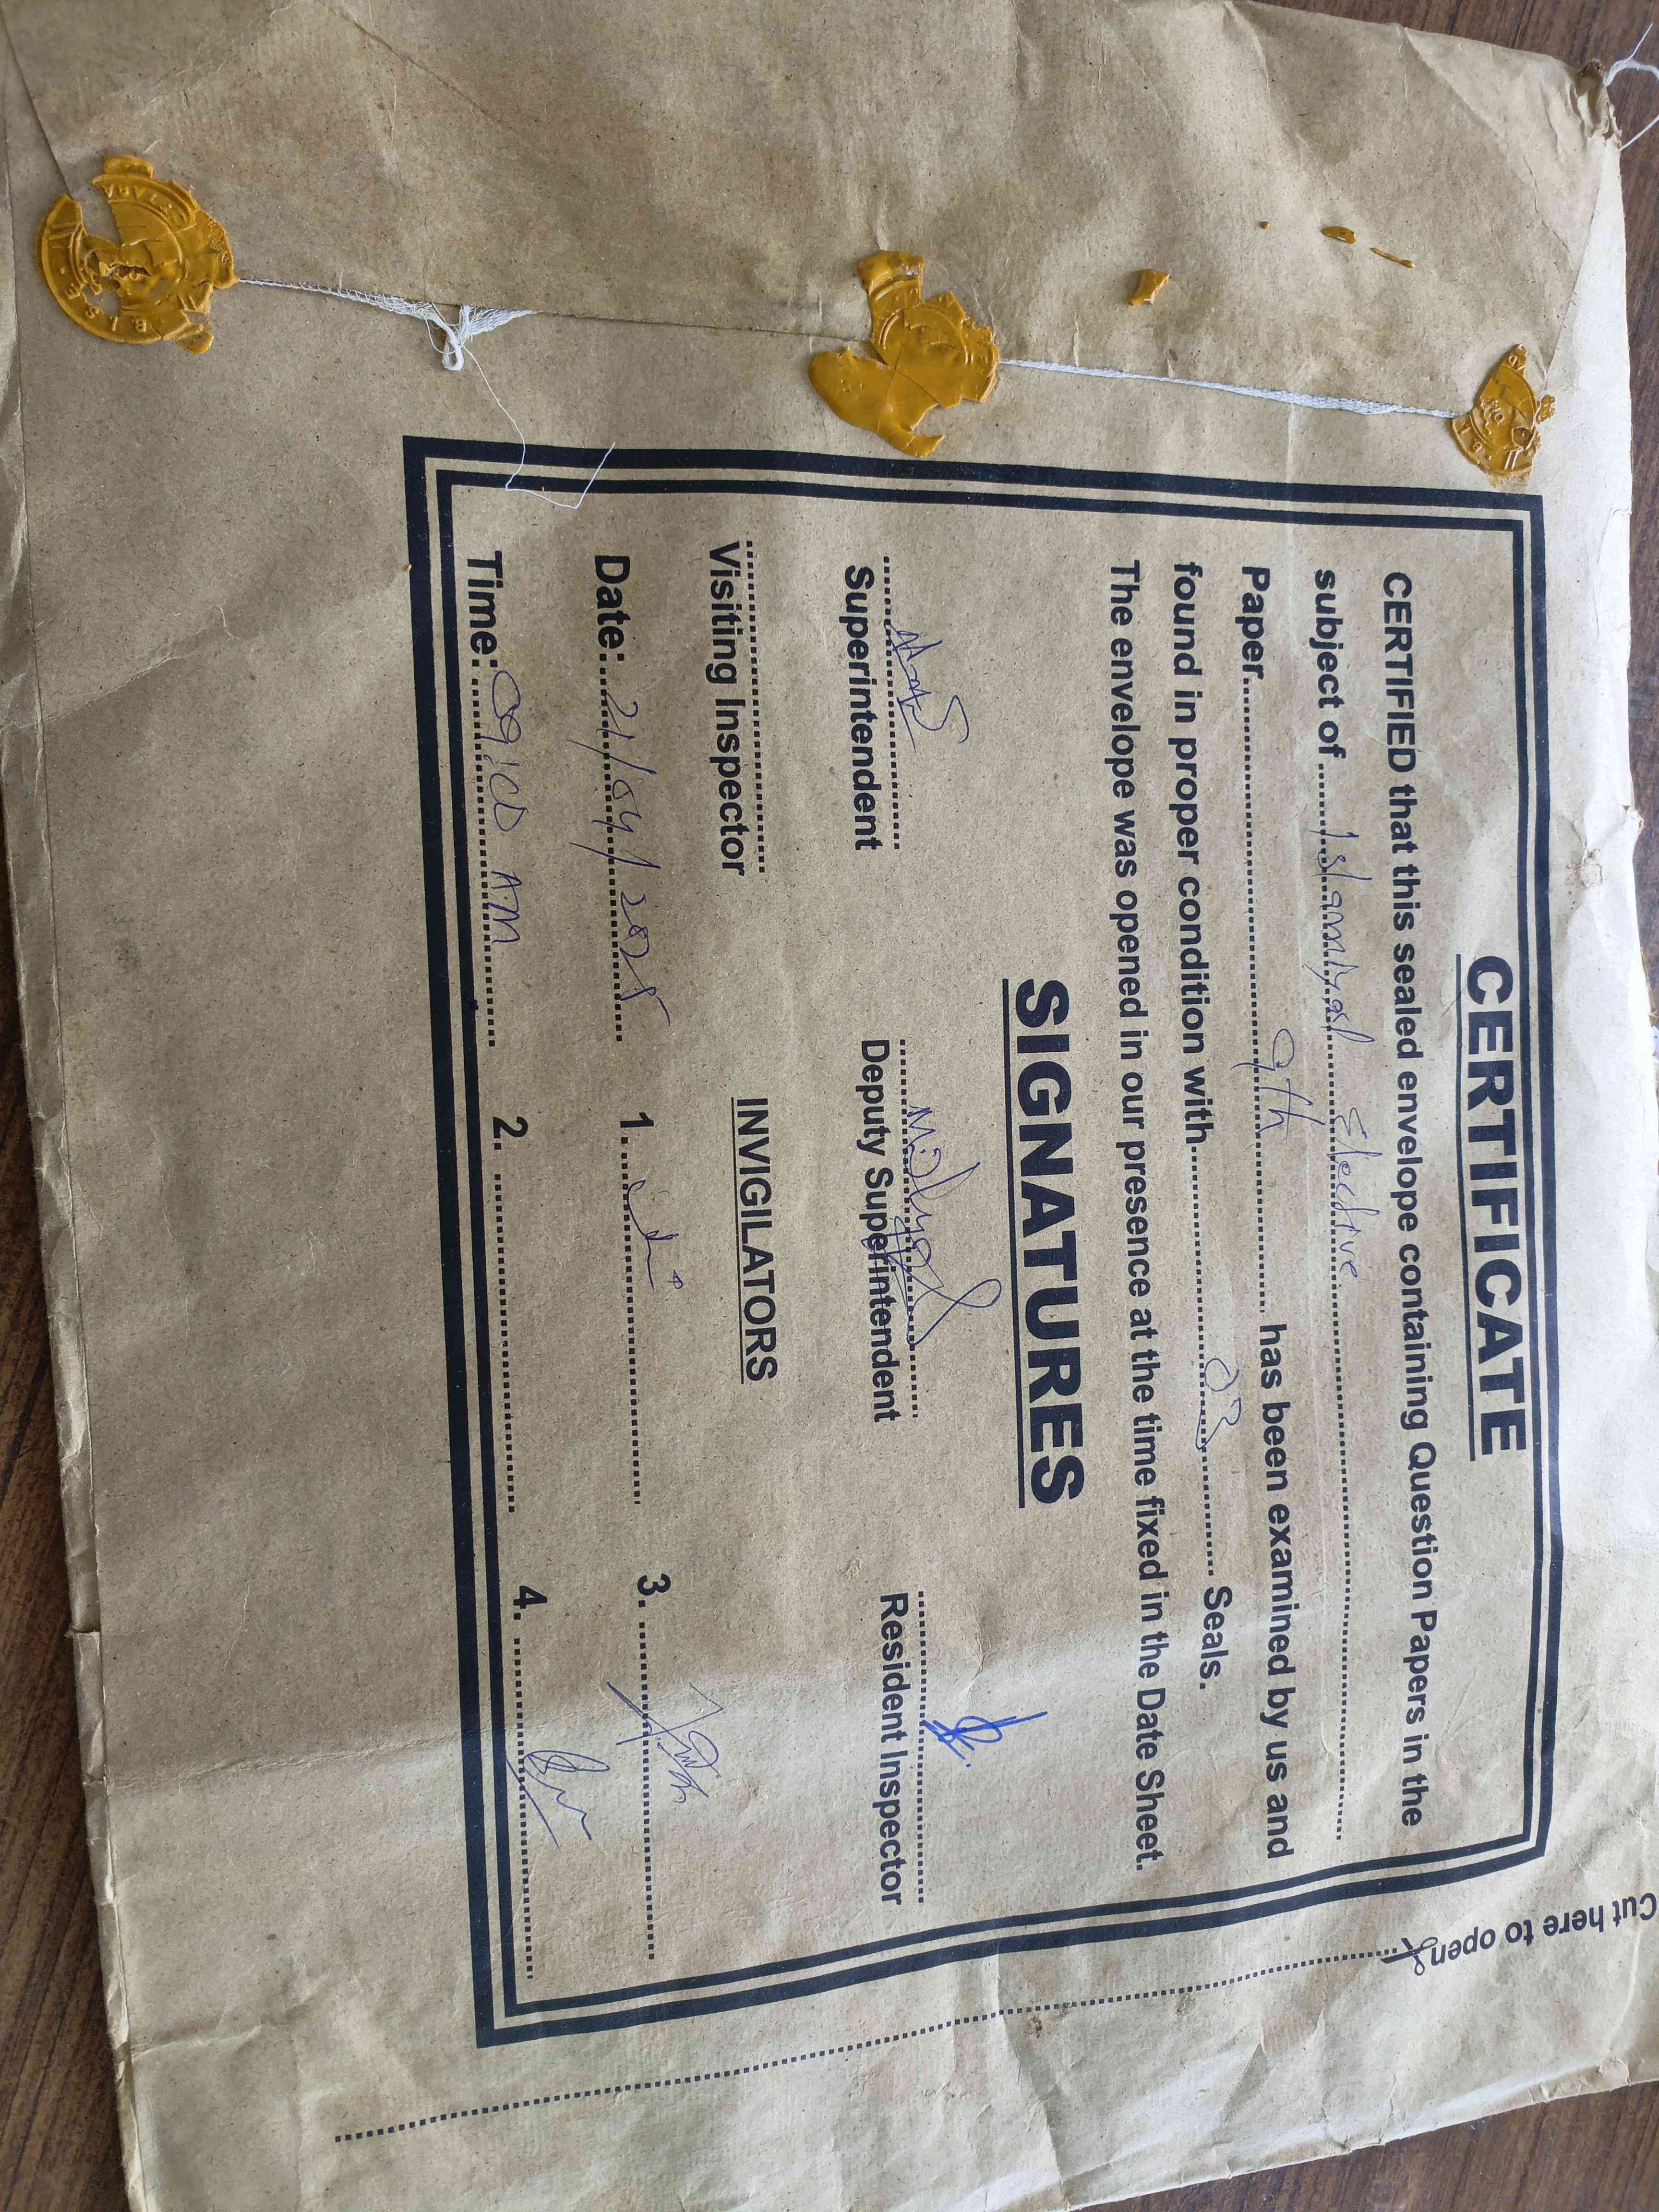 CERTIFICATE
CERTIFIED that this sealed envelope containing Question Papers in the
subject of Islamiyat Elective
Paper 9th has been examined by us and
found in proper condition with 03 Seals.
The envelope was opened in our presence at the time fixed in the Date Sheet.
SIGNATURES
Superintendent Deputy Superintendent Resident Inspector
Visiting Inspector INVIGILATORS
Date: 21/04/2025 1. 3.
Time: 09:00 A.M 2. 4.
Cut here to open
B.I.S